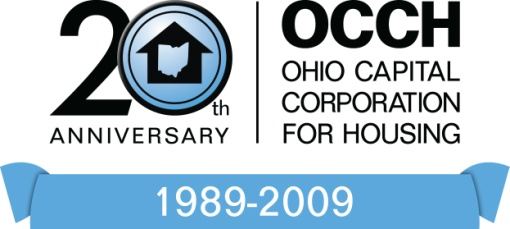 20th
ANNIVERSARY
OCCH
OHIO CAPITAL
CORPORATION
FOR HOUSING
1989-2009